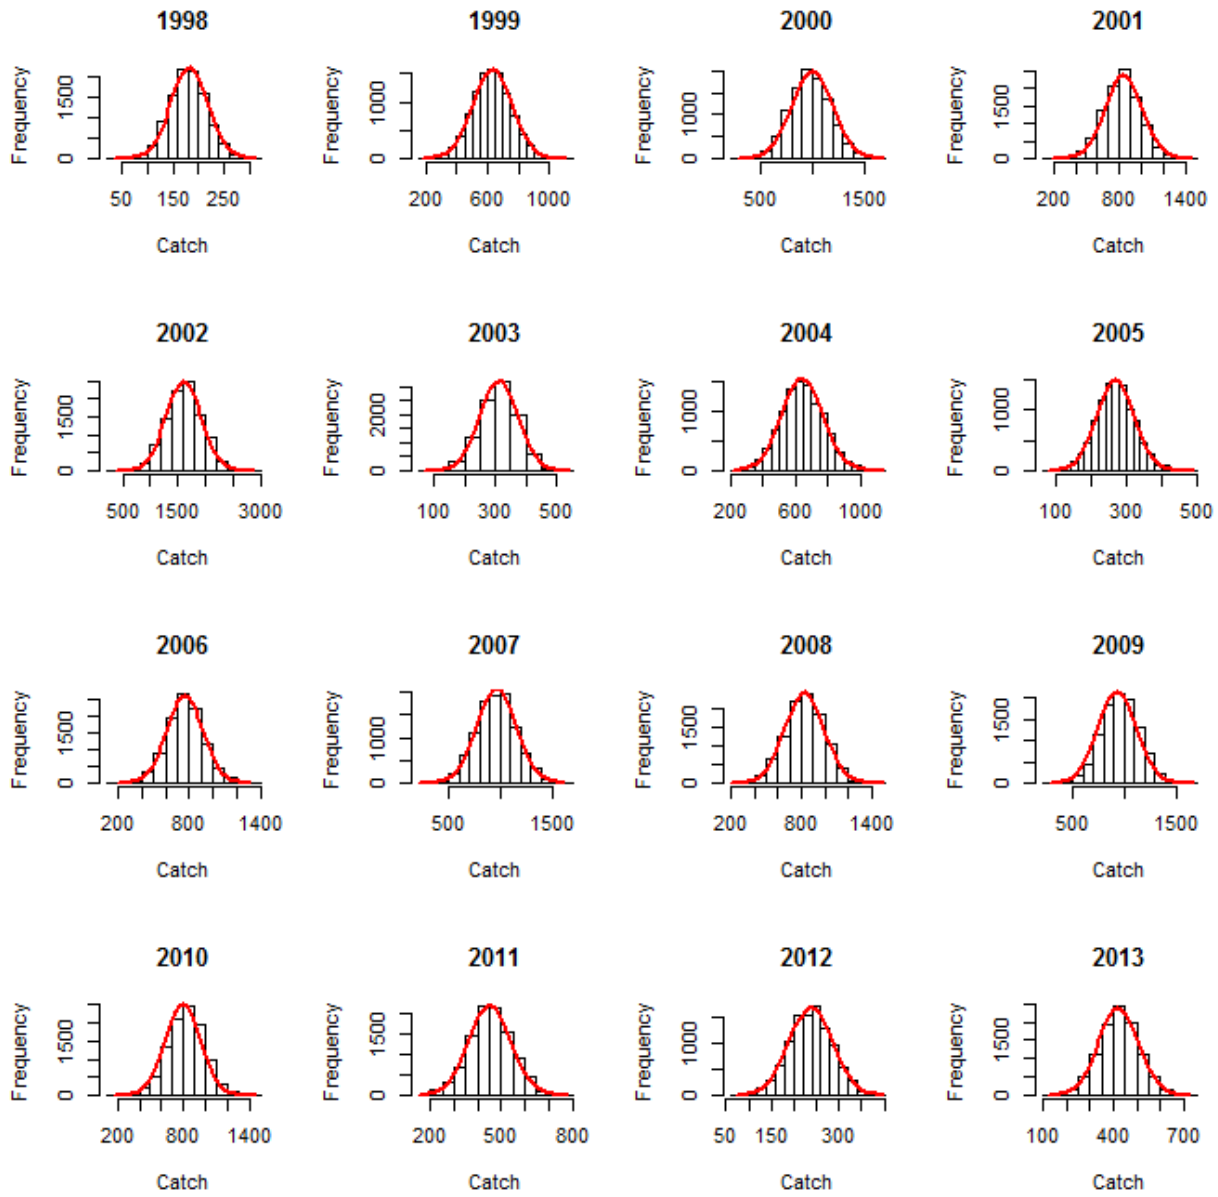 1998
Frequency
0 1500
50 150 250
Catch
1999
Frequency
0 1000
200 600 1000
Catch
2000
Frequency
0 1000
500 1500
Catch
2001
Frequency
0 1500
200 800 1400
Catch
2002
Frequency
0 1500
500 1500 3000
Catch
2003
Frequency
0 2000
100 300 500
Catch
2004
Frequency
0 1000
200 600 1000
Catch
2005
Frequency
0 1000
100 300 500
Catch
2006
Frequency
0 1500
200 800 1400
Catch
2007
Frequency
0 1000
500 1500
Catch
2008
Frequency
0 1500
200 800 1400
Catch
2009
Frequency
0 1500
500 1500
Catch
2010
Frequency
0 1500
200 800 1400
Catch
2011
Frequency
0 1500
200 500 800
Catch
2012
Frequency
0 1000
50 150 300
Catch
2013
Frequency
0 1500
100 400 700
Catch